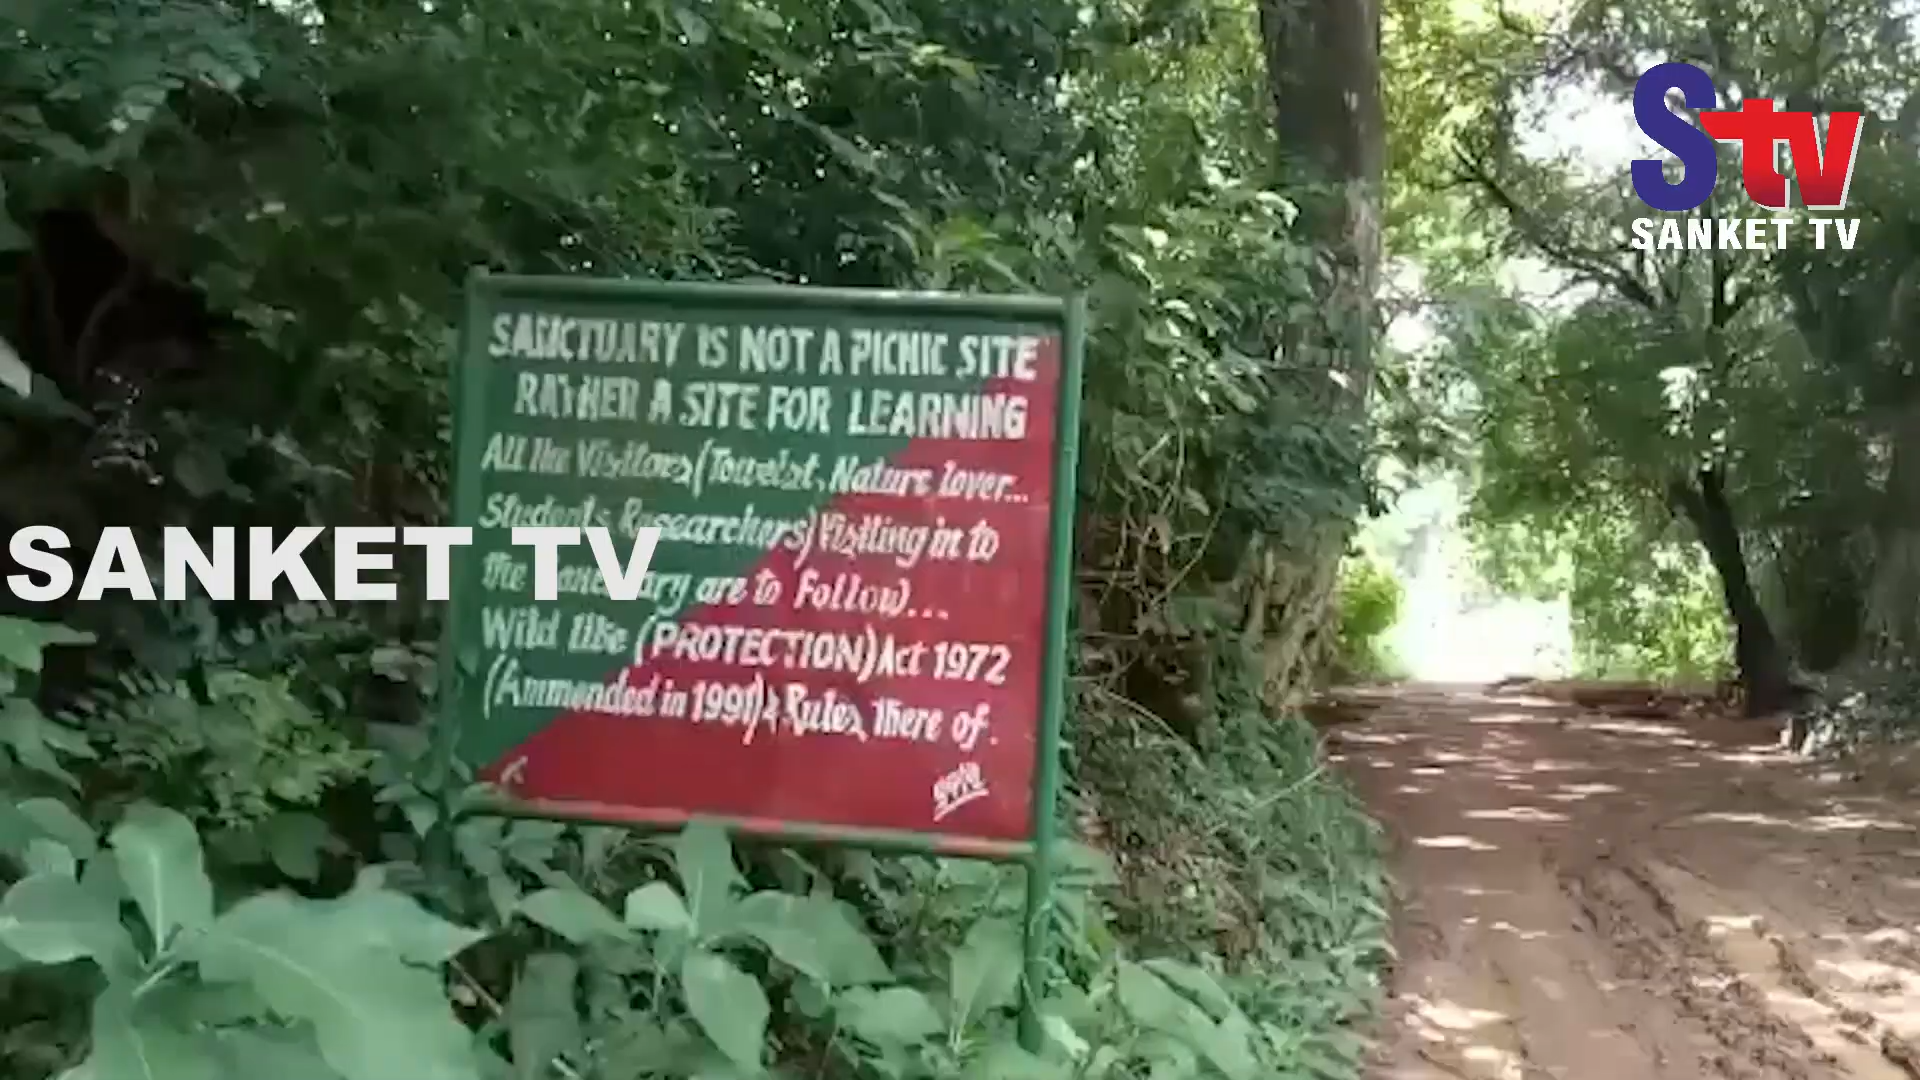 STV
SANKET TV
SANCTUARY IS NOT A PICNIC SITE
RATHER A SITE FOR LEARNING
All the Visitors (Tourist, Nature lover...
Students, Researchers) Visiting in to
SANKET TV
the Sanctuary are to Follow...
Wild life (PROTECTION) Act 1972
(Ammended in 1991) & Rules there of.